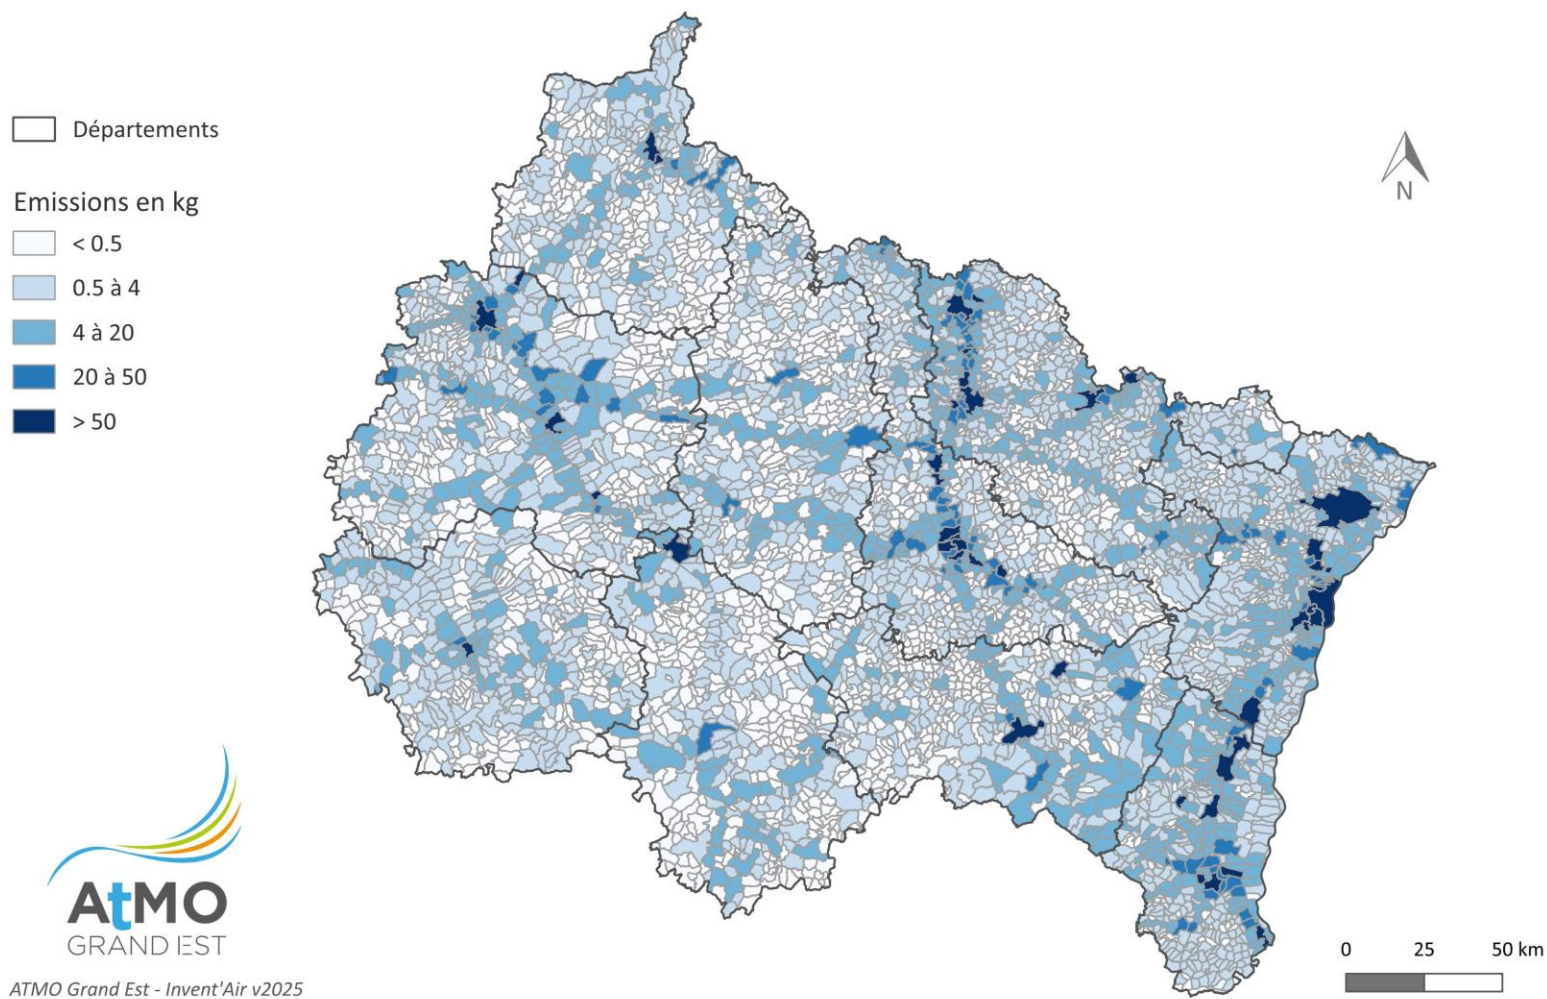 Départements
Emissions en kg
< 0.5
0.5 à 4
4 à 20
20 à 50
> 50
N
AtMO
GRAND EST
ATMO Grand Est - Invent'Air v2025
0 25 50 km